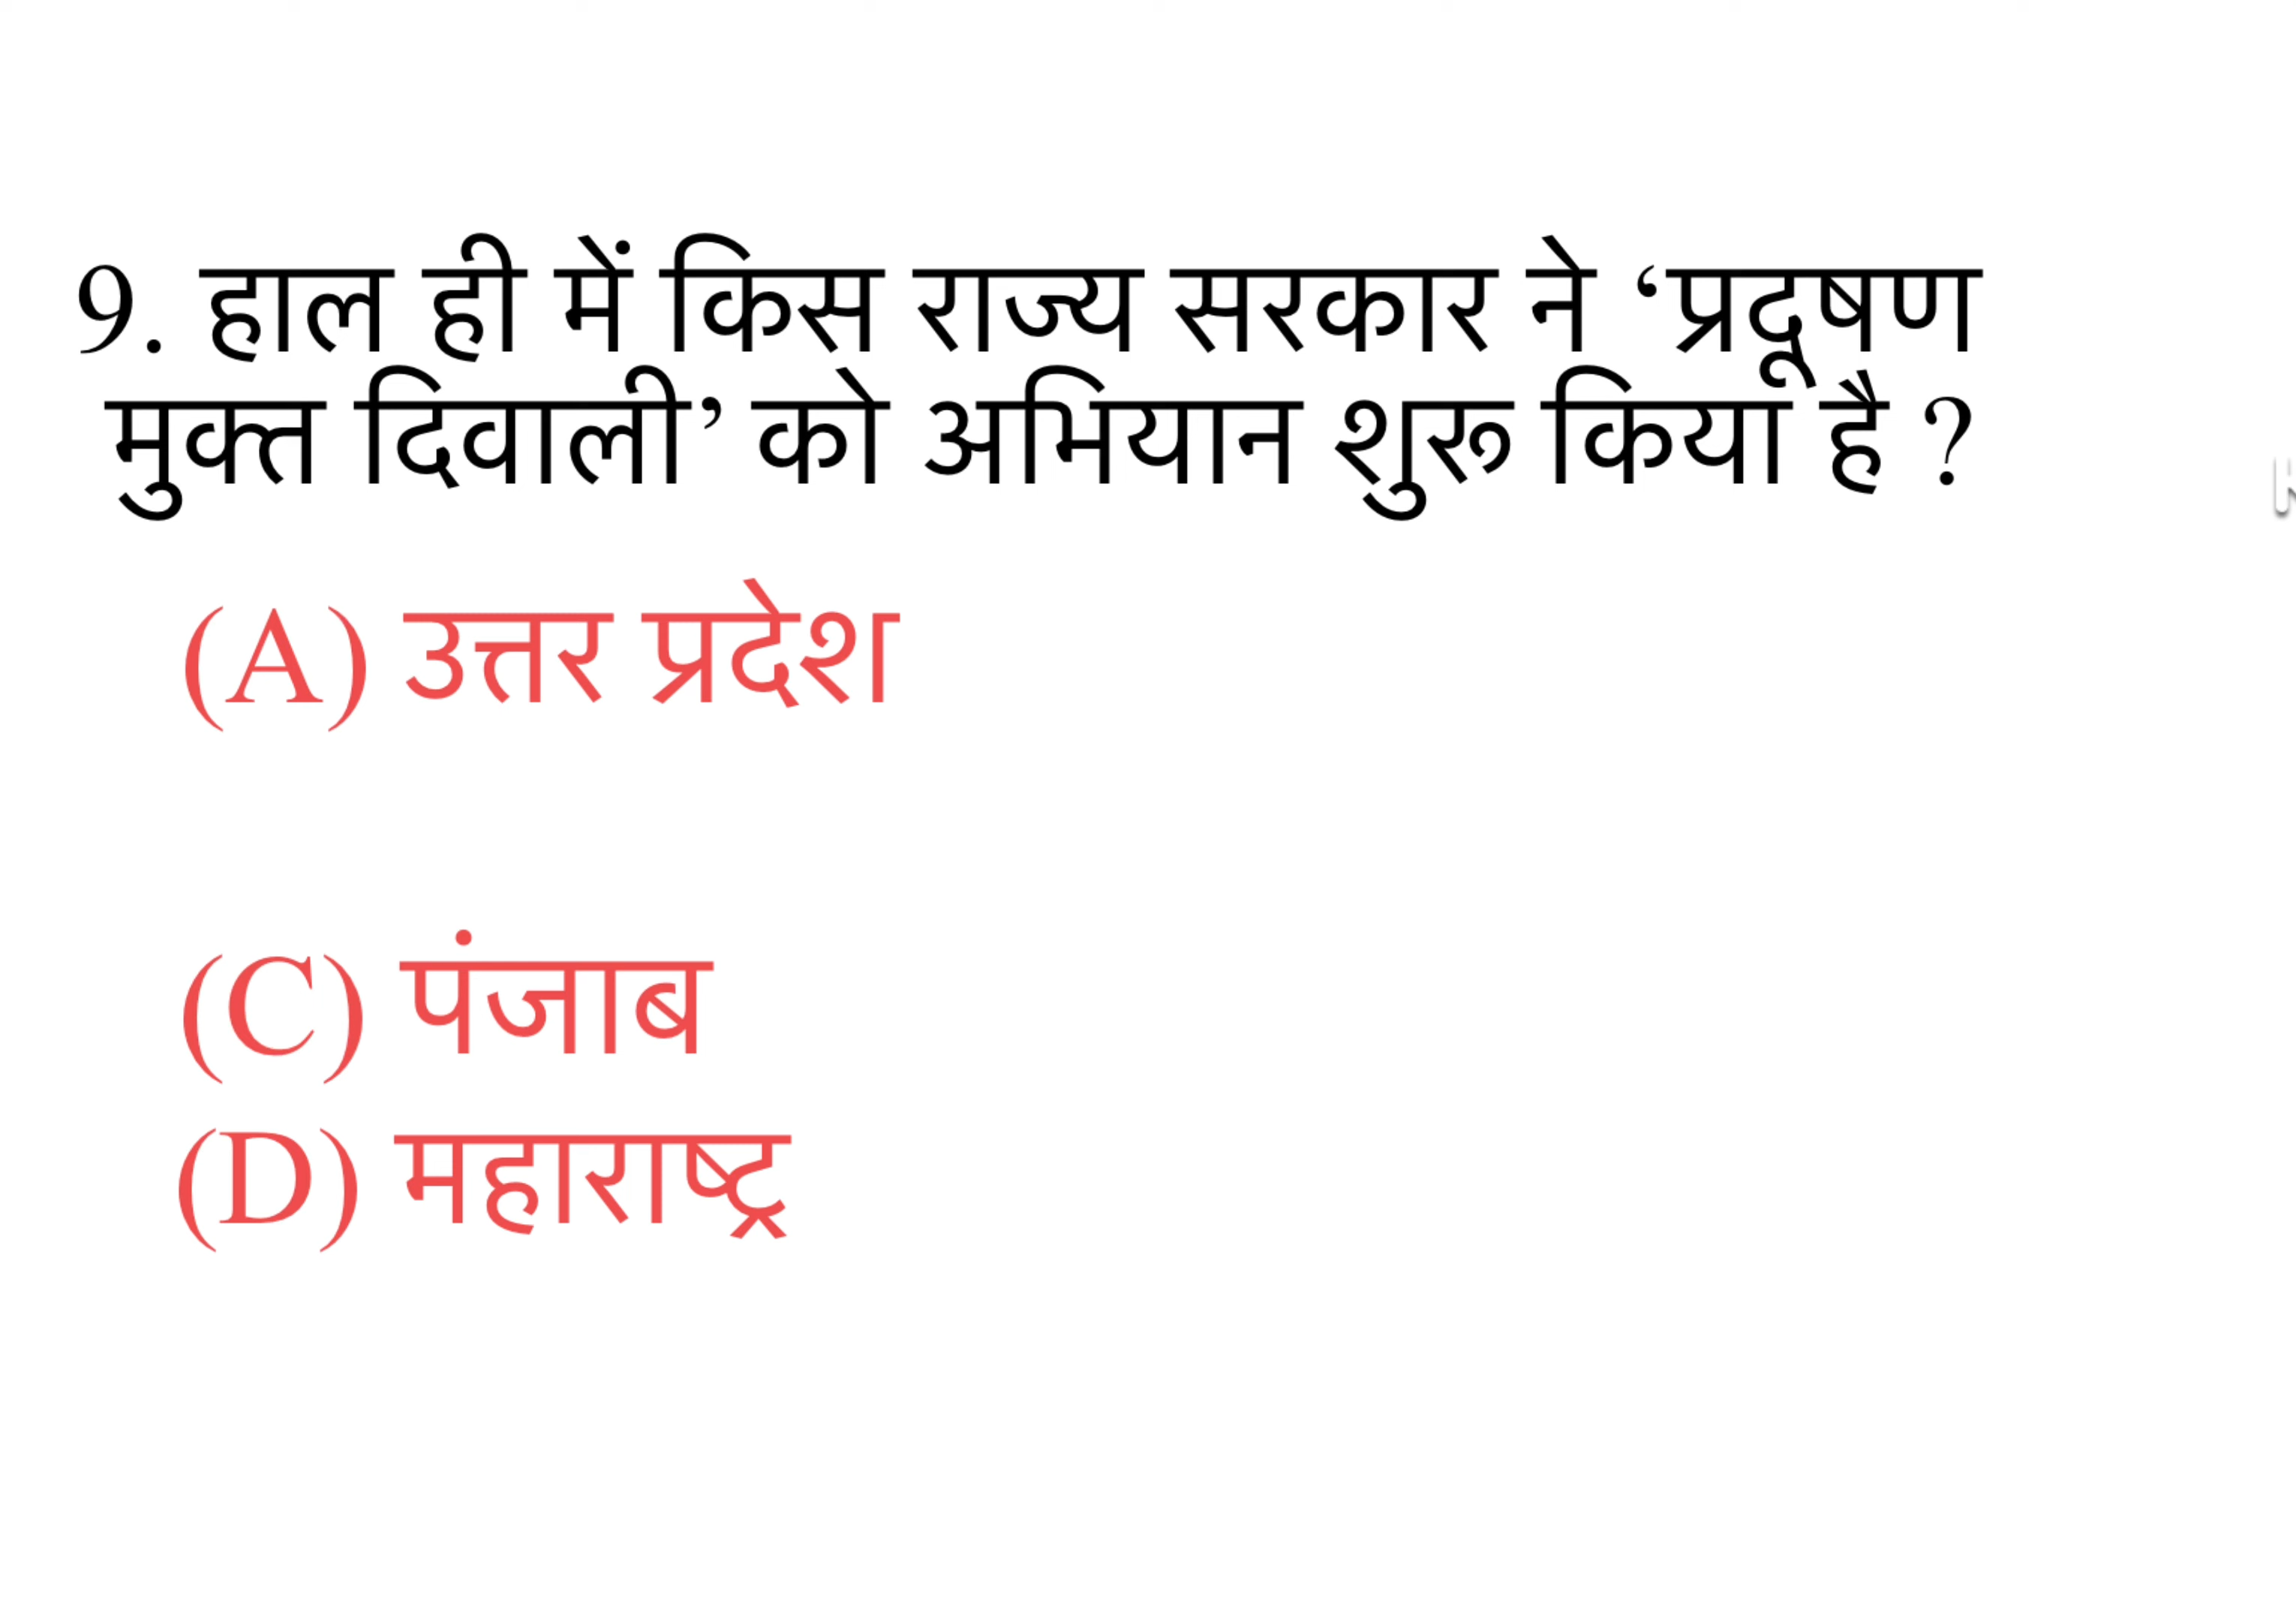 9. हाल ही में किस राज्य सरकार ने ‘प्रदूषण
मुक्त दिवाली’ को अभियान शुरू किया है ?
(A) उत्तर प्रदेश
(C) पंजाब
(D) महाराष्ट्र